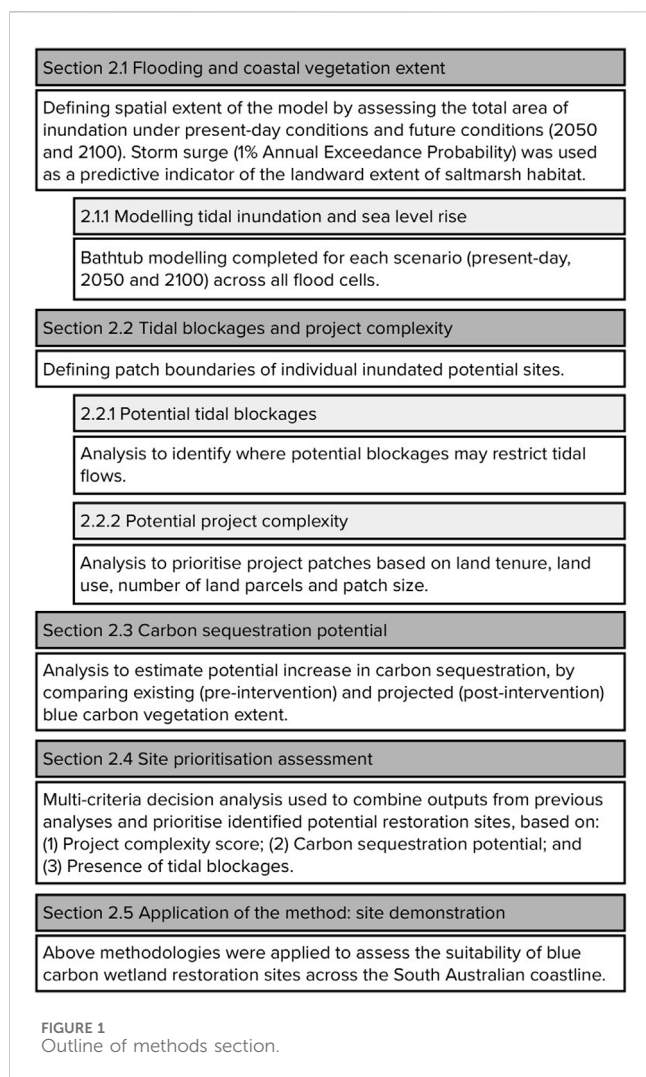 Section 2.1 Flooding and coastal vegetation extent
Defining spatial extent of the model by assessing the total area of
inundation under present-day conditions and future conditions (2050
and 2100). Storm surge (1% Annual Exceedance Probability) was used
as a predictive indicator of the landward extent of saltmarsh habitat.
2.1.1 Modelling tidal inundation and sea level rise
Bathtub modelling completed for each scenario (present-day,
2050 and 2100) across all flood cells.
Section 2.2 Tidal blockages and project complexity
Defining patch boundaries of individual inundated potential sites.
2.2.1 Potential tidal blockages
Analysis to identify where potential blockages may restrict tidal
flows.
2.2.2 Potential project complexity
Analysis to prioritise project patches based on land tenure, land
use, number of land parcels and patch size.
Section 2.3 Carbon sequestration potential
Analysis to estimate potential increase in carbon sequestration, by
comparing existing (pre-intervention) and projected (post-intervention)
blue carbon vegetation extent.
Section 2.4 Site prioritisation assessment
Multi-criteria decision analysis used to combine outputs from previous
analyses and prioritise identified potential restoration sites, based on:
(1) Project complexity score; (2) Carbon sequestration potential; and
(3) Presence of tidal blockages.
Section 2.5 Application of the method: site demonstration
Above methodologies were applied to assess the suitability of blue
carbon wetland restoration sites across the South Australian coastline.
FIGURE 1
Outline of methods section.